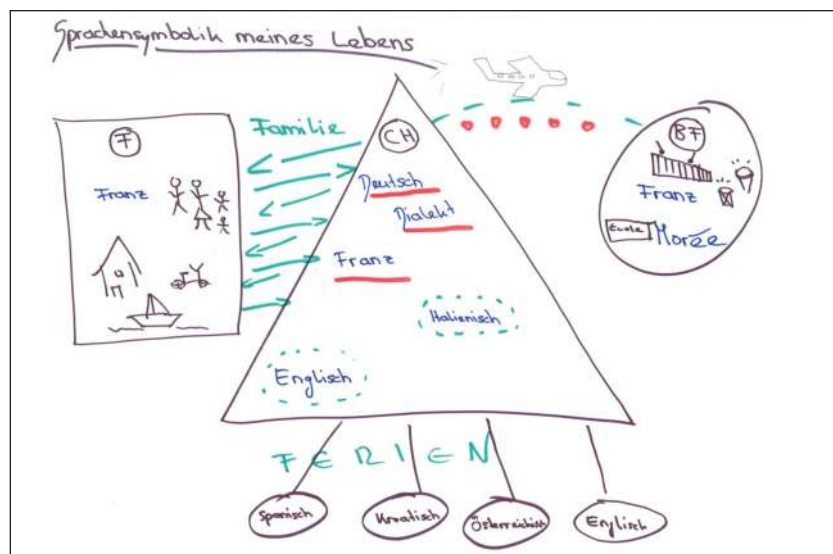 Sprachensymbolik meines Lebens
F
Franz
Familie
CH
Deutsch
Dialekt
Franz
Italienisch
Englisch
BF
Franz
École
Morée
FERIEN
Spanisch
Kroatisch
Österreichisch
Englisch